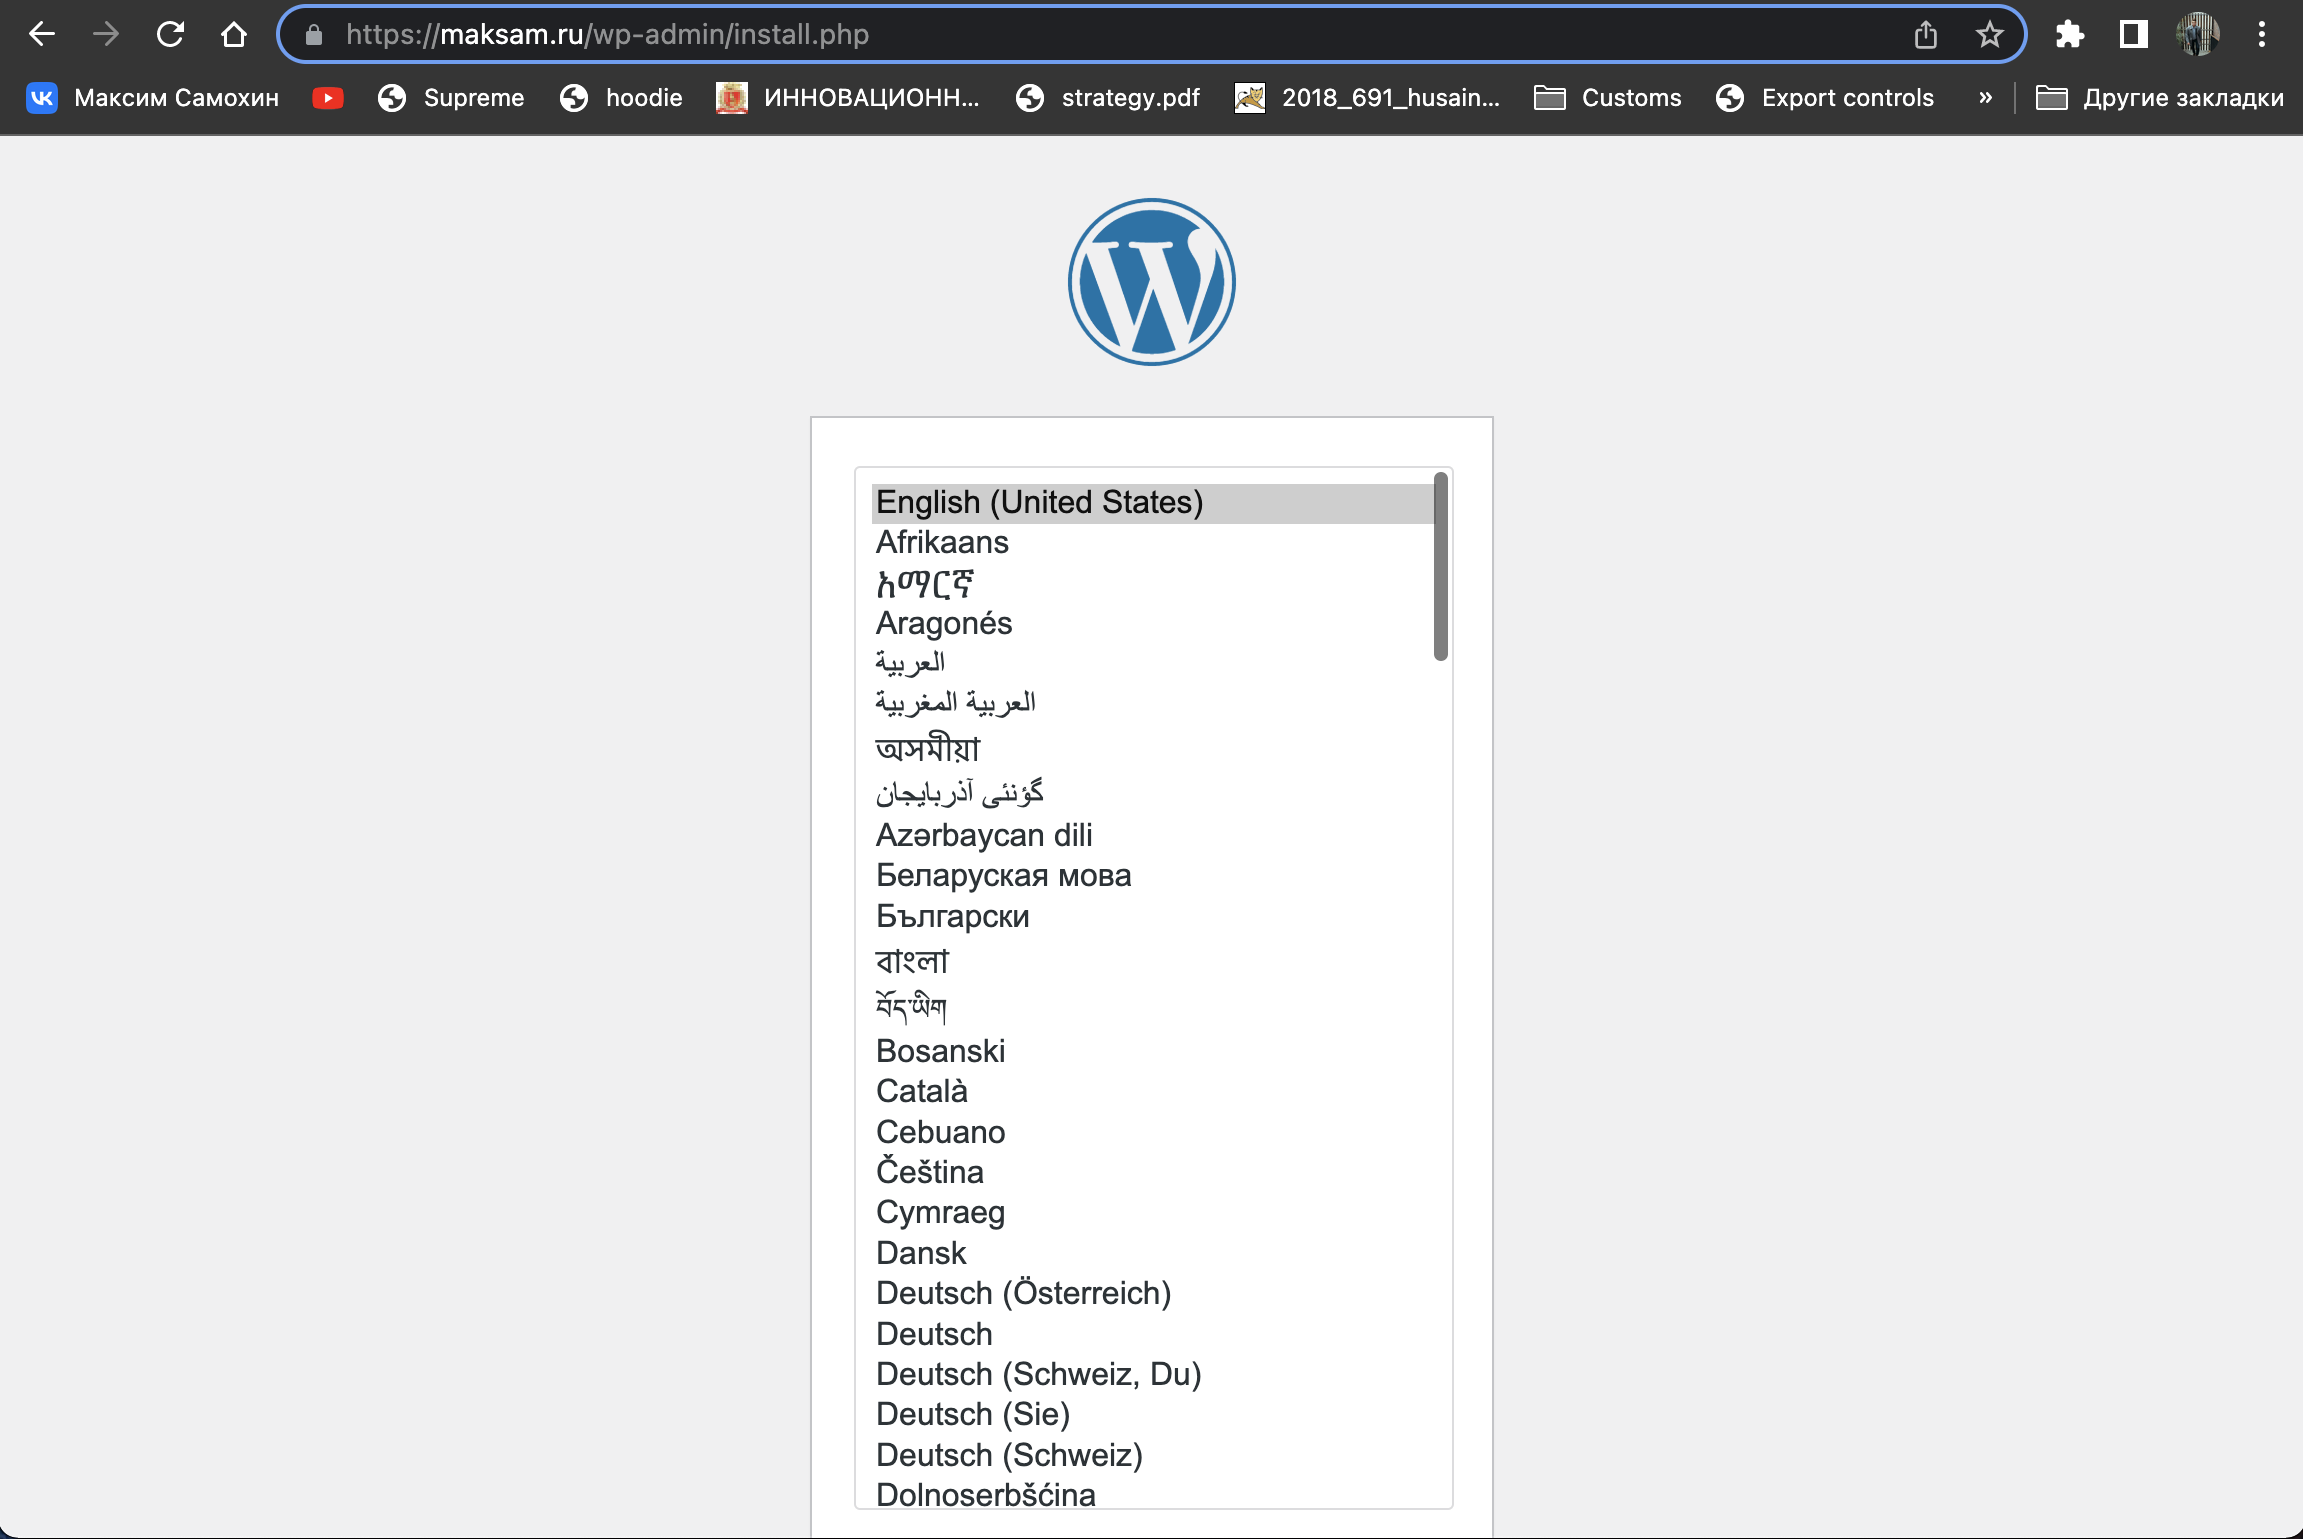 https://maksam.ru/wp-admin/install.php
Максим Самохин Supreme hoodie ИННОВАЦИОНН... strategy.pdf 2018_691_husain... Customs Export controls » Другие закладки
English (United States)
Afrikaans
አማርኛ
Aragonés
العربية
العربية المغربية
অসমীয়া
گؤنئی آذربایجان
Azərbaycan dili
Беларуская мова
Български
বাংলা
བོད་ཡིག
Bosanski
Català
Cebuano
Čeština
Cymraeg
Dansk
Deutsch (Österreich)
Deutsch
Deutsch (Schweiz, Du)
Deutsch (Sie)
Deutsch (Schweiz)
Dolnoserbšćina